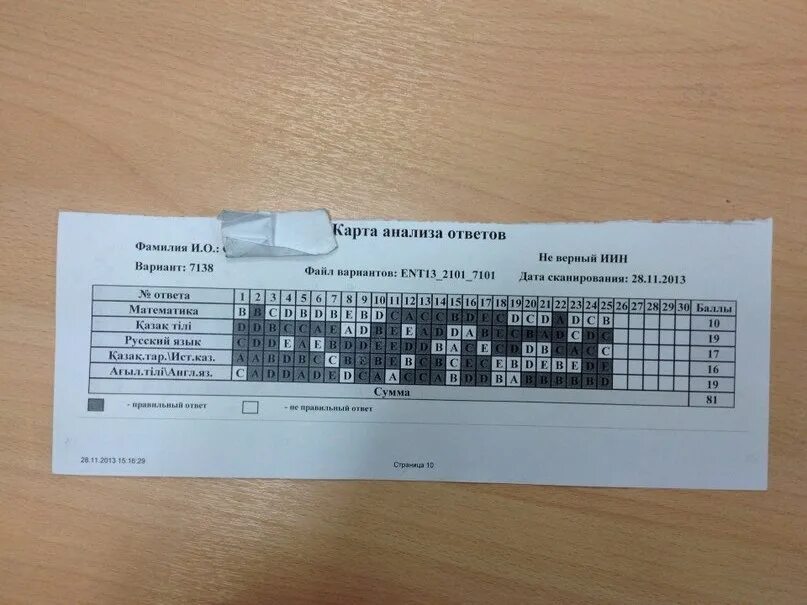 Карта анализа ответов
Фамилия И.О.:
Не верный ИИН
Вариант: 7138
Файл вариантов: ENT13_2101_7101
Дата сканирования: 28.11.2013
№ ответа 1 2 3 4 5 6 7 8 9 10 11 12 13 14 15 16 17 18 19 20 21 22 23 24 25 26 27 28 29 30 Баллы
Математика B B C D B D B E B D C A C C B D C D C D A D C B 10
Қазақ тілі D D B C C A E A D B E E A D D A B E C B A D C D C 19
Русский язык C D D E A E B D D E E D D B A C E C D D B C A C C 17
Қазақ.тар.\Ист.каз. A A B D B C C B E B E B C B C E C E B D E B E D E 16
Ағыл.тілі\Англ.яз. C A D D A D E D C A A C C A B D D B A B B B B B D 19
Сумма 81
- правильный ответ
- не правильный ответ
28.11.2013 15:16:29
Страница 10